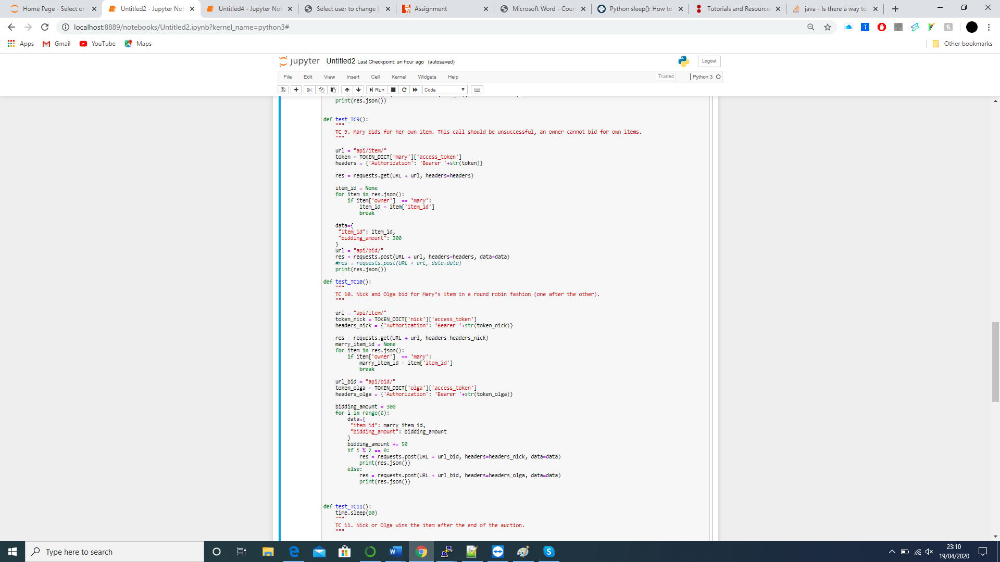 Home Page - Select or
Untitled2 - Jupyter Not
Untitled4 - Jupyter Not
Select user to change |
Assignment
Microsoft Word - Cours
Python sleep(): How to
Tutorials and Resource
java - Is there a way to
localhost:8889/notebooks/Untitled2.ipynb?kernel_name=python3#
Apps Gmail YouTube Maps Other bookmarks
jupyter Untitled2 Last Checkpoint: an hour ago (autosaved) Logout
File Edit View Insert Cell Kernel Widgets Help Trusted Python 3
Run Code
print(res.json())
def test_TC9():
"""
TC 9. Mary bids for her own item. This call should be unsuccessful, an owner cannot bid for own items.
"""
url = "api/item/"
token = TOKEN_DICT['mary']['access_token']
headers = {'Authorization': 'Bearer '+str(token)}
res = requests.get(URL + url, headers=headers)
item_id = None
for item in res.json():
if item['owner']  == 'mary':
item_id = item['item_id']
break
data={
"item_id": item_id,
"bidding_amount": 300
}
url = "api/bid/"
res = requests.post(URL + url, headers=headers, data=data)
#res = requests.post(URL + url, data=data)
print(res.json())
def test_TC10():
"""
TC 10. Nick and Olga bid for Mary’s item in a round robin fashion (one after the other).
"""
url = "api/item/"
token_nick = TOKEN_DICT['nick']['access_token']
headers_nick = {'Authorization': 'Bearer '+str(token_nick)}
res = requests.get(URL + url, headers=headers_nick)
marry_item_id = None
for item in res.json():
if item['owner']  == 'mary':
marry_item_id = item['item_id']
break
url_bid = "api/bid/"
token_olga = TOKEN_DICT['olga']['access_token']
headers_olga = {'Authorization': 'Bearer '+str(token_olga)}
bidding_amount = 300
for i in range(6):
data={
"item_id": marry_item_id,
"bidding_amount": bidding_amount
}
bidding_amount += 50
if i % 2 == 0:
res = requests.post(URL + url_bid, headers=headers_nick, data=data)
print(res.json())
else:
res = requests.post(URL + url_bid, headers=headers_olga, data=data)
print(res.json())
def test_TC11():
time.sleep(60)
"""
TC 11. Nick or Olga wins the item after the end of the auction.
"""
Type here to search
23:10
19/04/2020